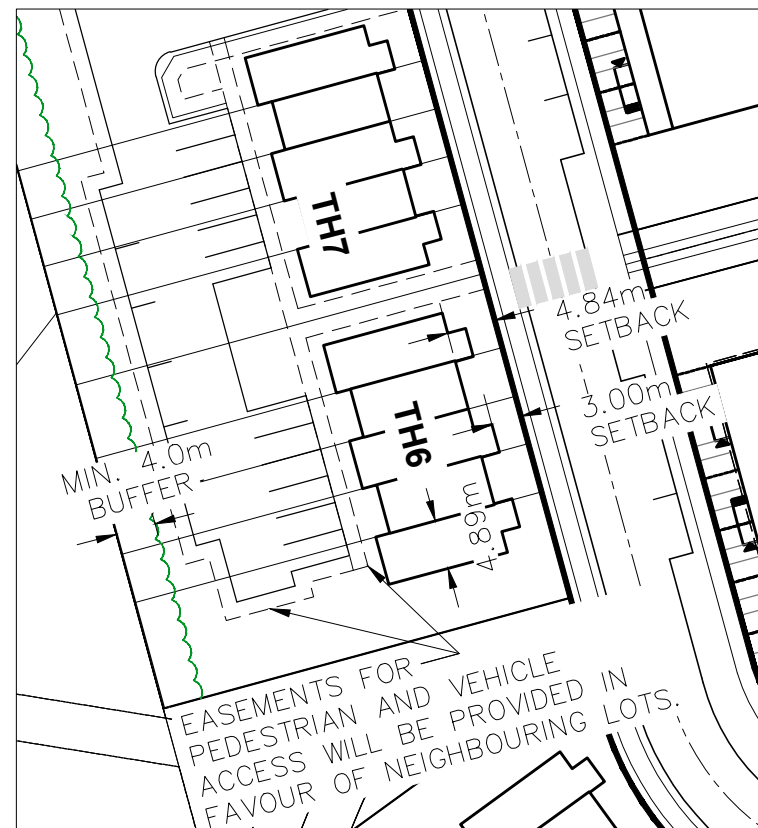 TH7
4.84m
SETBACK
3.00m
SETBACK
TH6
MIN. 4.0m
BUFFER
4.89m
EASEMENTS FOR
PEDESTRIAN AND VEHICLE
ACCESS WILL BE PROVIDED IN
FAVOUR OF NEIGHBOURING LOTS.